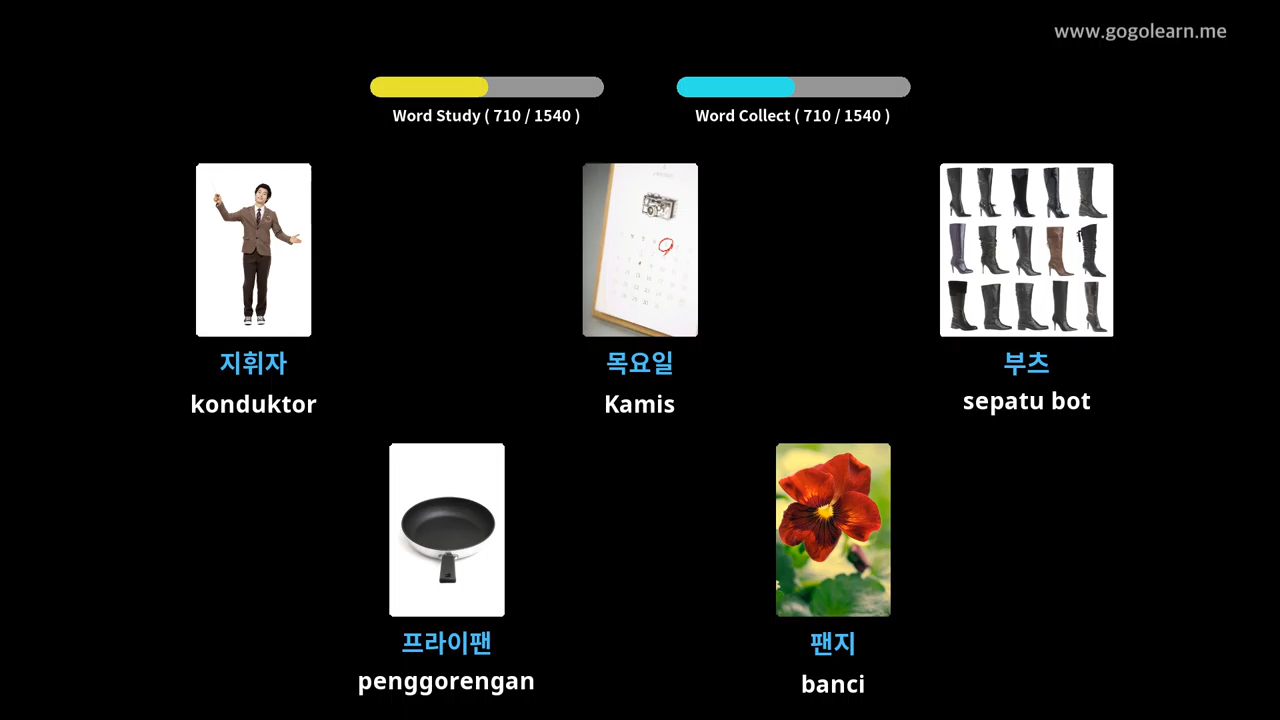 www.gogolearn.me
Word Study ( 710 / 1540 )
Word Collect ( 710 / 1540 )
지휘자
목요일
부츠
konduktor
Kamis
sepatu bot
프라이팬
팬지
penggorengan
banci